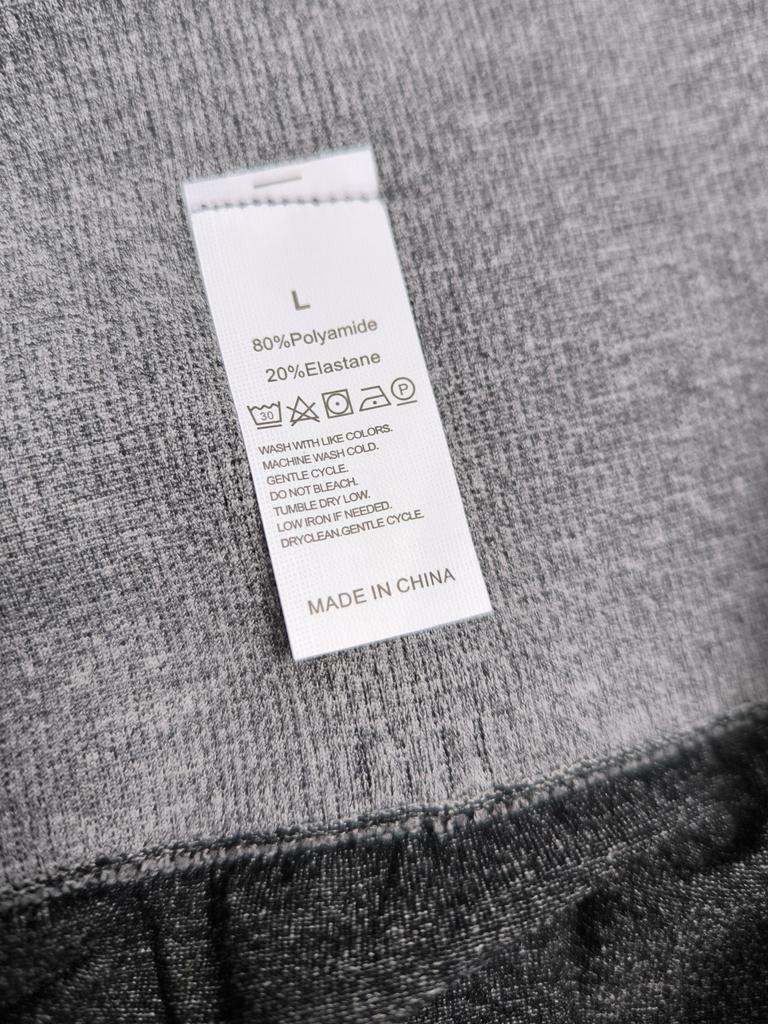 L
80%Polyamide
20%Elastane
30 P
WASH WITH LIKE COLORS.
MACHINE WASH COLD.
GENTLE CYCLE.
DO NOT BLEACH.
TUMBLE DRY LOW.
LOW IRON IF NEEDED.
DRYCLEAN.GENTLE CYCLE.
MADE IN CHINA